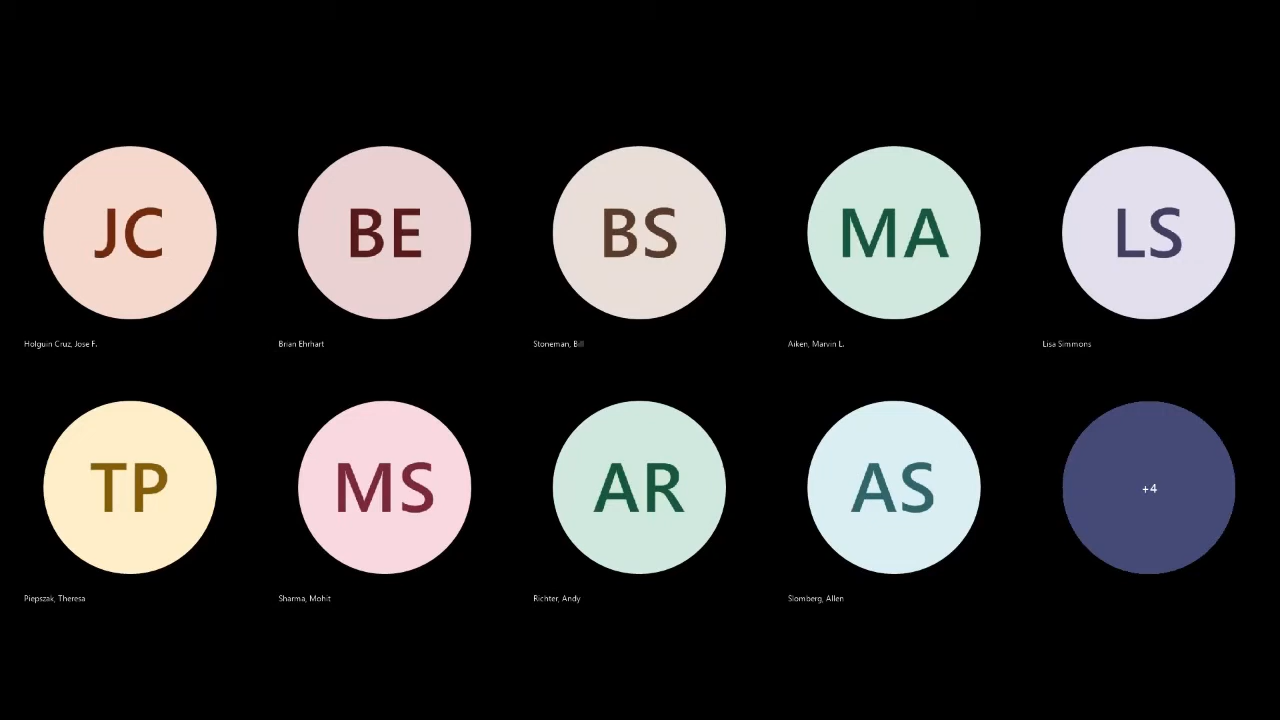 JC
BE
BS
MA
LS
Holguin Cruz, Jose F.
Brian Ehrhart
Stoneman, Bill
Aiken, Marvin L.
Lisa Simmons
TP
MS
AR
AS
+4
Piepszak, Theresa
Sharma, Mohit
Richter, Andy
Slomberg, Allen